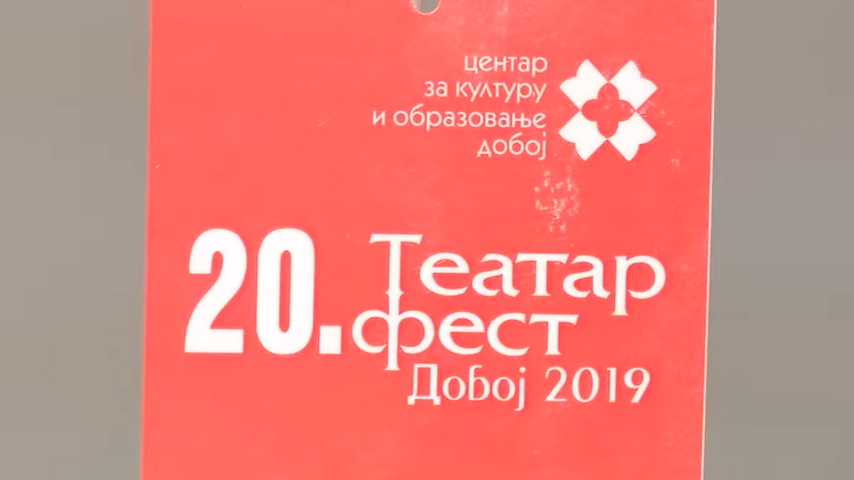 центар
за културу
и образовање
добој
20. Театар
фест
Добој 2019